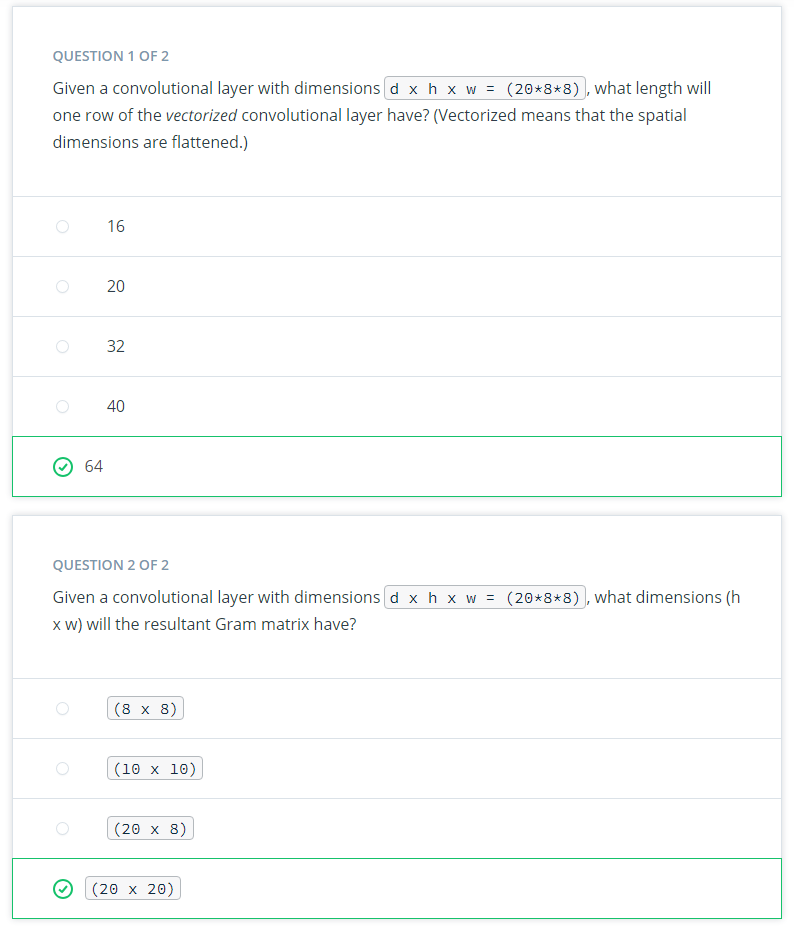 QUESTION 1 OF 2
Given a convolutional layer with dimensions d x h x w = (20*8*8), what length will
one row of the vectorized convolutional layer have? (Vectorized means that the spatial
dimensions are flattened.)
16
20
32
40
64
QUESTION 2 OF 2
Given a convolutional layer with dimensions d x h x w = (20*8*8), what dimensions (h
x w) will the resultant Gram matrix have?
(8 x 8)
(10 x 10)
(20 x 8)
(20 x 20)